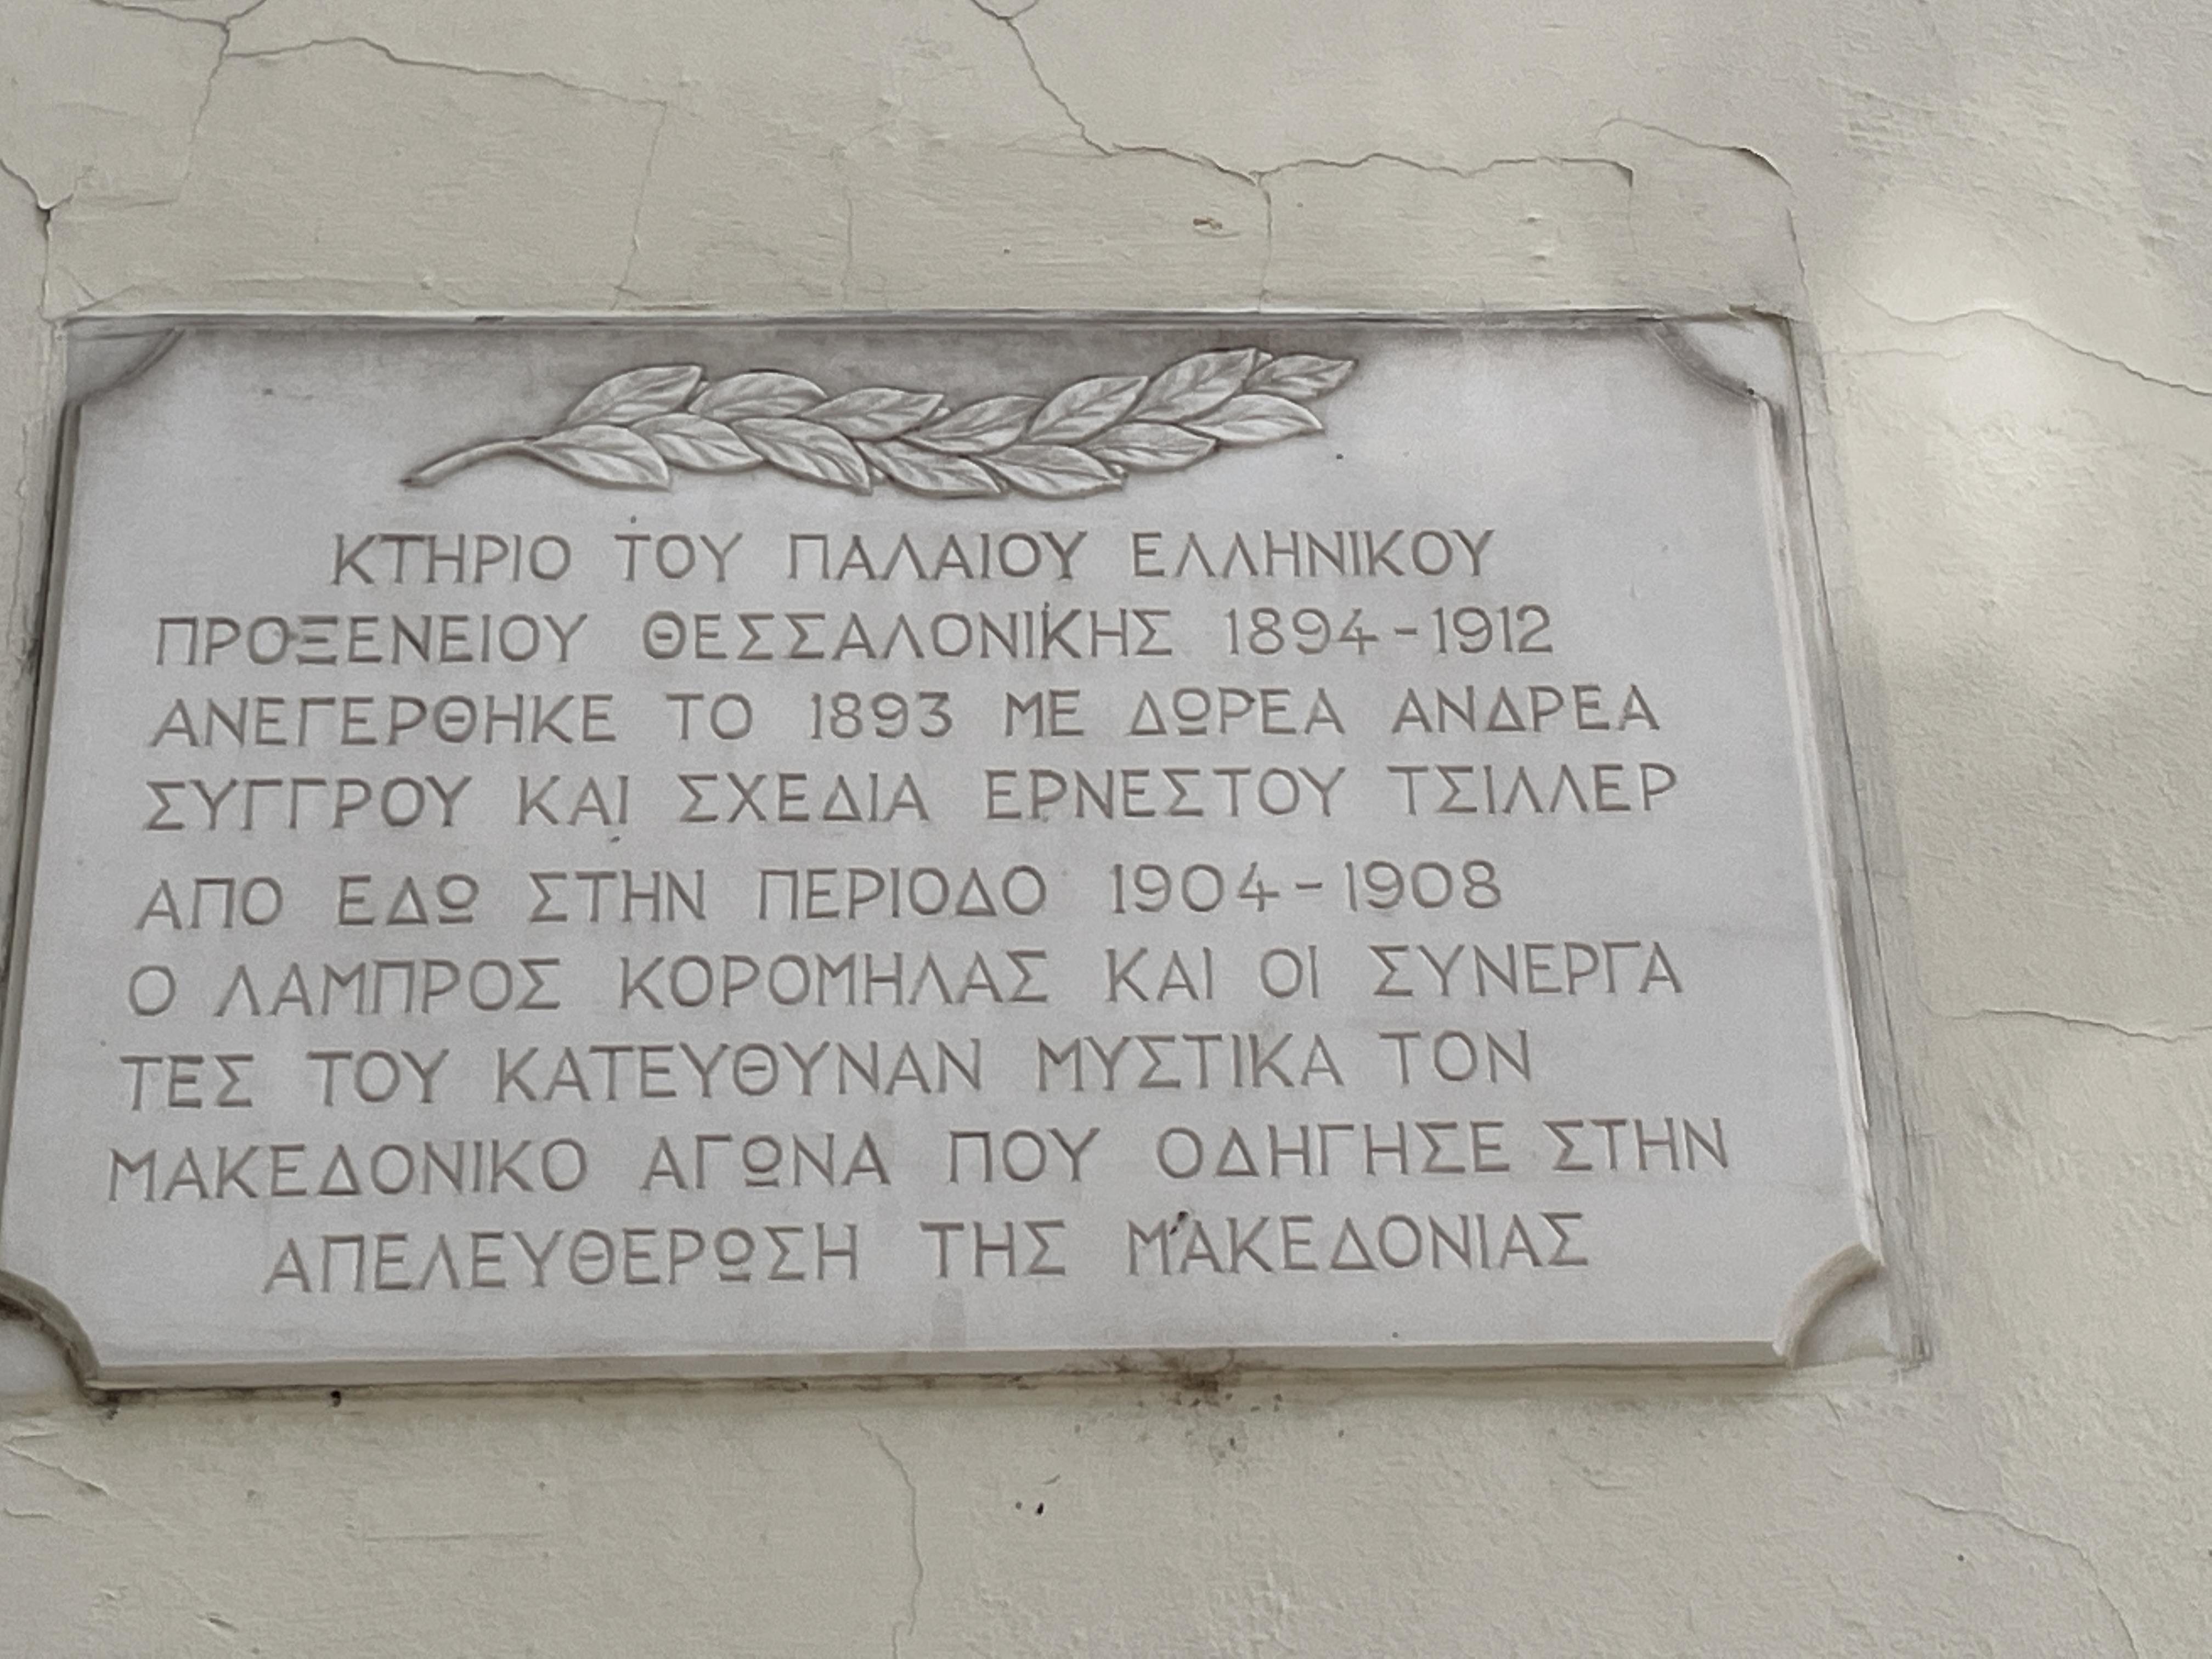 ΚΤΗΡΙΟ ΤΟΥ ΠΑΛΑΙΟΥ ΕΛΛΗΝΙΚΟΥ
ΠΡΟΞΕΝΕΙΟΥ ΘΕΣΣΑΛΟΝΙΚΗΣ 1894-1912
ΑΝΕΓΕΡΘΗΚΕ ΤΟ 1893 ΜΕ ΔΩΡΕΑ ΑΝΔΡΕΑ
ΣΥΓΓΡΟΥ ΚΑΙ ΣΧΕΔΙΑ ΕΡΝΕΣΤΟΥ ΤΣΙΛΛΕΡ
ΑΠΟ ΕΔΩ ΣΤΗΝ ΠΕΡΙΟΔΟ 1904-1908
Ο ΛΑΜΠΡΟΣ ΚΟΡΟΜΗΛΑΣ ΚΑΙ ΟΙ ΣΥΝΕΡΓΑ
ΤΕΣ ΤΟΥ ΚΑΤΕΥΘΥΝΑΝ ΜΥΣΤΙΚΑ ΤΟΝ
ΜΑΚΕΔΟΝΙΚΟ ΑΓΩΝΑ ΠΟΥ ΟΔΗΓΗΣΕ ΣΤΗΝ
ΑΠΕΛΕΥΘΕΡΩΣΗ ΤΗΣ ΜΑΚΕΔΟΝΙΑΣ